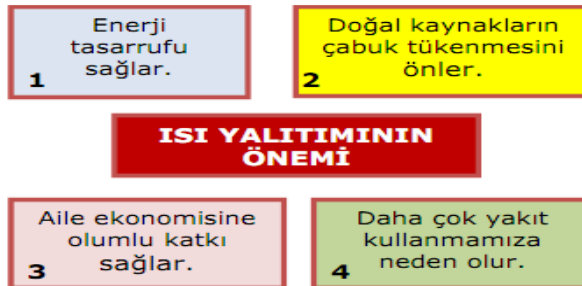 Enerji
tasarrufu
sağlar.
1
Doğal kaynakların
çabuk tükenmesini
önler.
2
ISI YALITIMININ
ÖNEMİ
Aile ekonomisine
olumlu katkı
sağlar.
3
Daha çok yakıt
kullanmamıza
neden olur.
4